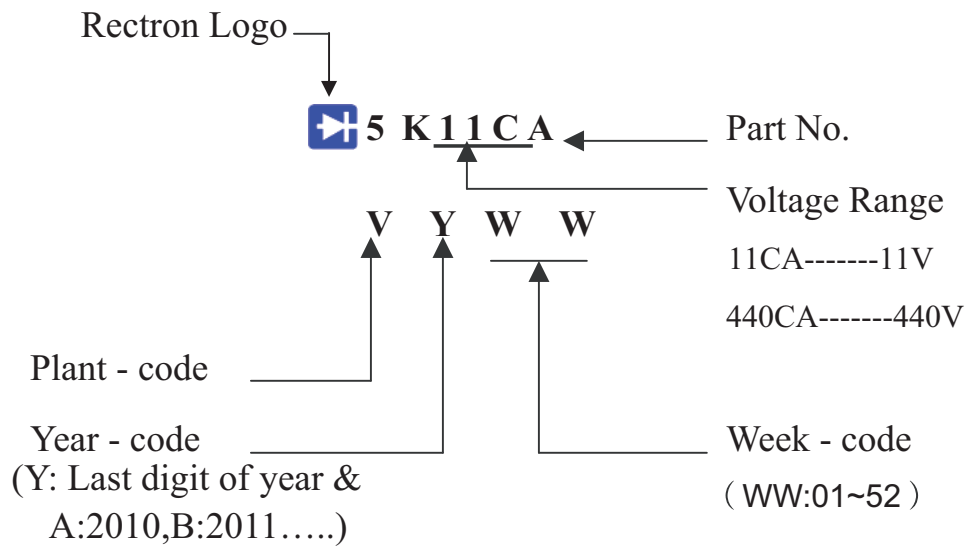 Rectron Logo
5 K 1 1 C A
Part No.
Voltage Range
11CA-------11V
440CA-------440V
V Y W W
Plant - code
Year - code
(Y: Last digit of year &
A:2010,B:2011…..)
Week - code
（WW:01~52）